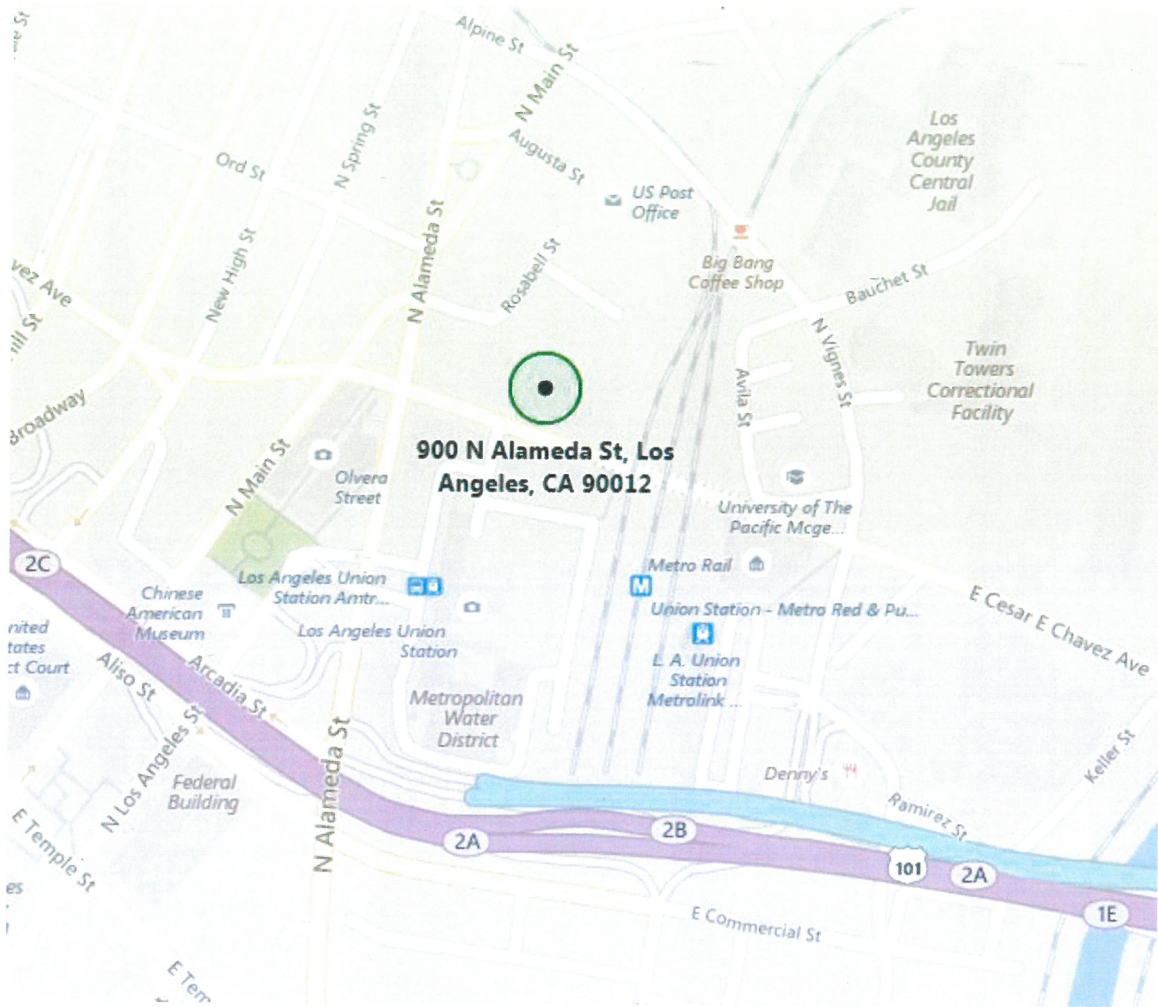 Alpine St
N Main St
Los
Angeles
County
Central
Jail
N Spring St
Augusta St
Ord St
US Post
Office
N Alameda St
New High St
Rosabell St
Big Bang
Coffee Shop
Bauchet St
vez Ave
ill St
N Vignes St
Twin
Towers
Correctional
Facility
Avila St
Broadway
900 N Alameda St, Los
Angeles, CA 90012
N Main St
Olvera
Street
University of The
Pacific Mcge...
2C
Los Angeles Union
Station Amtr...
Metro Rail
M
Chinese
American
Museum
Union Station - Metro Red & Pu...
E Cesar E Chavez Ave
nited
tates
ct Court
Los Angeles Union
Station
L. A. Union
Station
Metrolink ...
Aliso St
Arcadia St
Metropolitan
Water
District
N Los Angeles St
N Alameda St
Federal
Building
Denny's
Keller St
Ramirez St
2A
2B
101
2A
1E
E Temple St
es
E Commercial St
E Tem